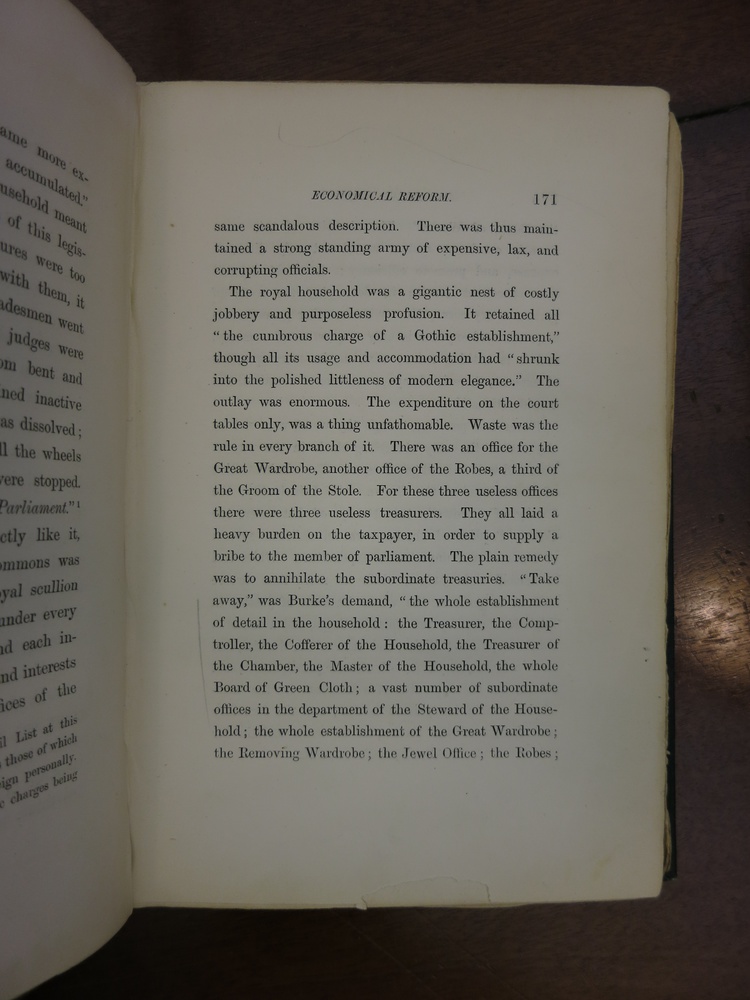 ame more ex-
accumulated."
usehold meant
of this legis-
ures were too
with them, it
adesmen went
judges were
om bent and
ined inactive
as dissolved;
ll the wheels
were stopped.
Parliament."1
ctly like it,
ommons was
yal scullion
under every
nd each in-
nd interests
ices of the
il List at this
those of which
ign personally.
charges being
ECONOMICAL REFORM. 171
same scandalous description. There was thus main-
tained a strong standing army of expensive, lax, and
corrupting officials.
The royal household was a gigantic nest of costly
jobbery and purposeless profusion. It retained all
"the cumbrous charge of a Gothic establishment,"
though all its usage and accommodation had "shrunk
into the polished littleness of modern elegance." The
outlay was enormous. The expenditure on the court
tables only, was a thing unfathomable. Waste was the
rule in every branch of it. There was an office for the
Great Wardrobe, another office of the Robes, a third of
the Groom of the Stole. For these three useless offices
there were three useless treasurers. They all laid a
heavy burden on the taxpayer, in order to supply a
bribe to the member of parliament. The plain remedy
was to annihilate the subordinate treasuries. "Take
away," was Burke's demand, "the whole establishment
of detail in the household: the Treasurer, the Comp-
troller, the Cofferer of the Household, the Treasurer of
the Chamber, the Master of the Household, the whole
Board of Green Cloth; a vast number of subordinate
offices in the department of the Steward of the House-
hold; the whole establishment of the Great Wardrobe;
the Removing Wardrobe; the Jewel Office; the Robes;